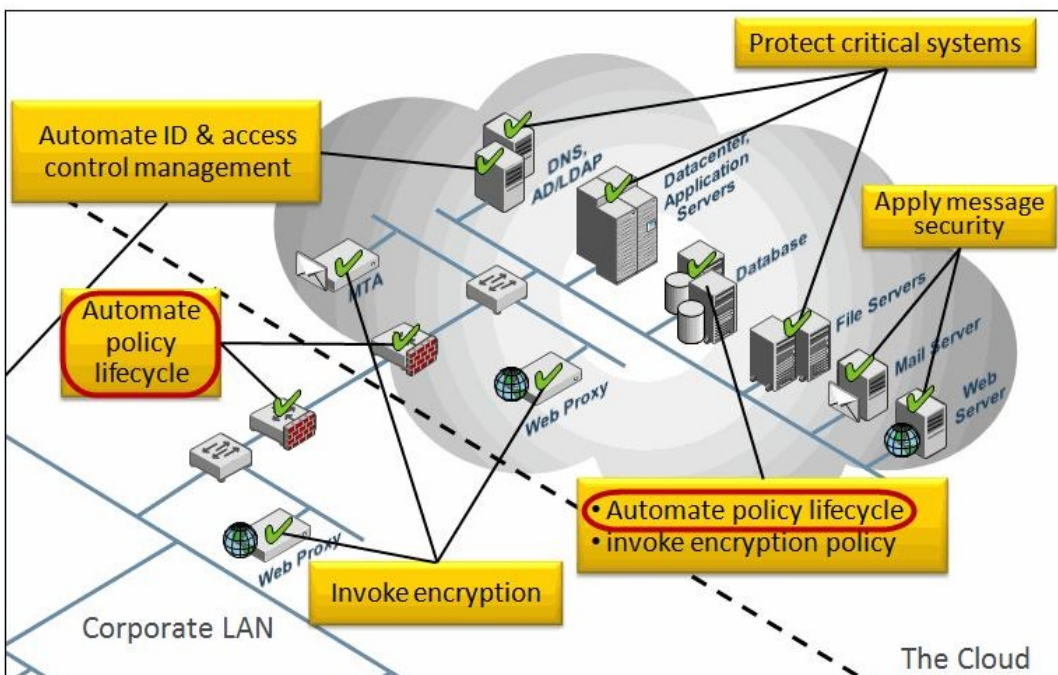 Protect critical systems
Automate ID & access
control management
DNS,
AD/LDAP
Datacenter,
Application
Servers
Apply message
security
MTA
Database
File Servers
Automate
policy
lifecycle
Mail Server
Web
Server
Web Proxy
• Automate policy lifecycle
• invoke encryption policy
Web Proxy
Invoke encryption
Corporate LAN
The Cloud